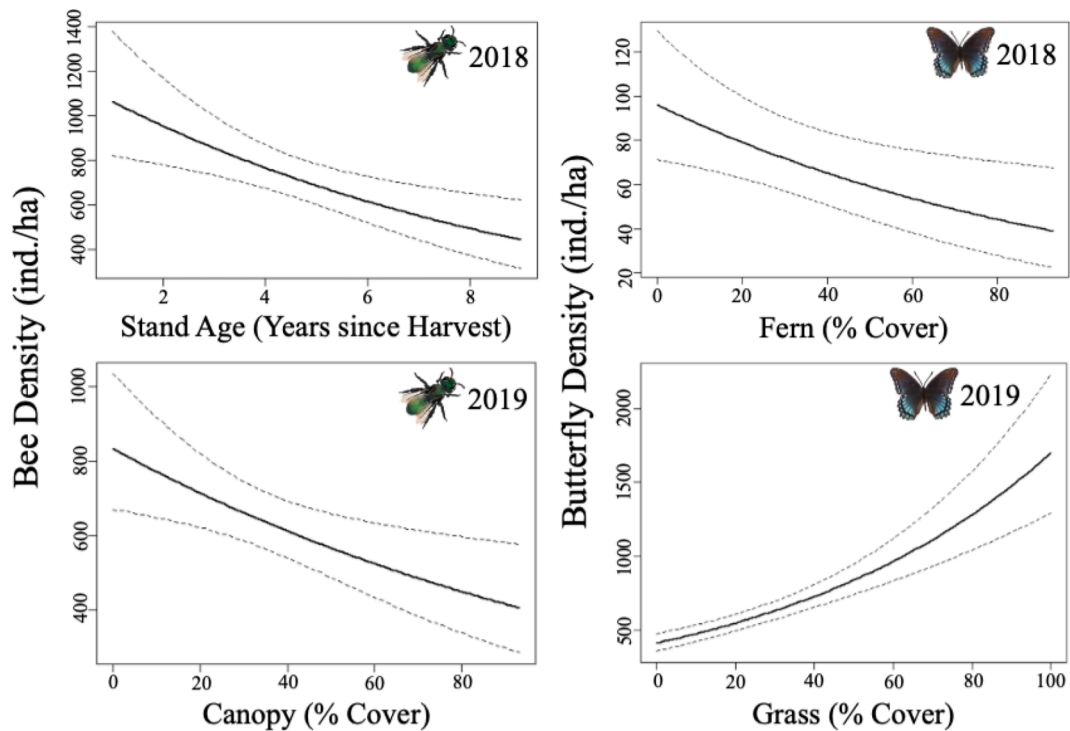 Bee Density (ind./ha)
1400
1200
1000
800
600
400
2018
2 4 6 8
Stand Age (Years since Harvest)
1000
800
600
400
2019
0 20 40 60 80
Canopy (% Cover)
Butterfly Density (ind./ha)
120
100
80
60
40
20
2018
0 20 40 60 80
Fern (% Cover)
2000
1500
1000
500
2019
0 20 40 60 80 100
Grass (% Cover)